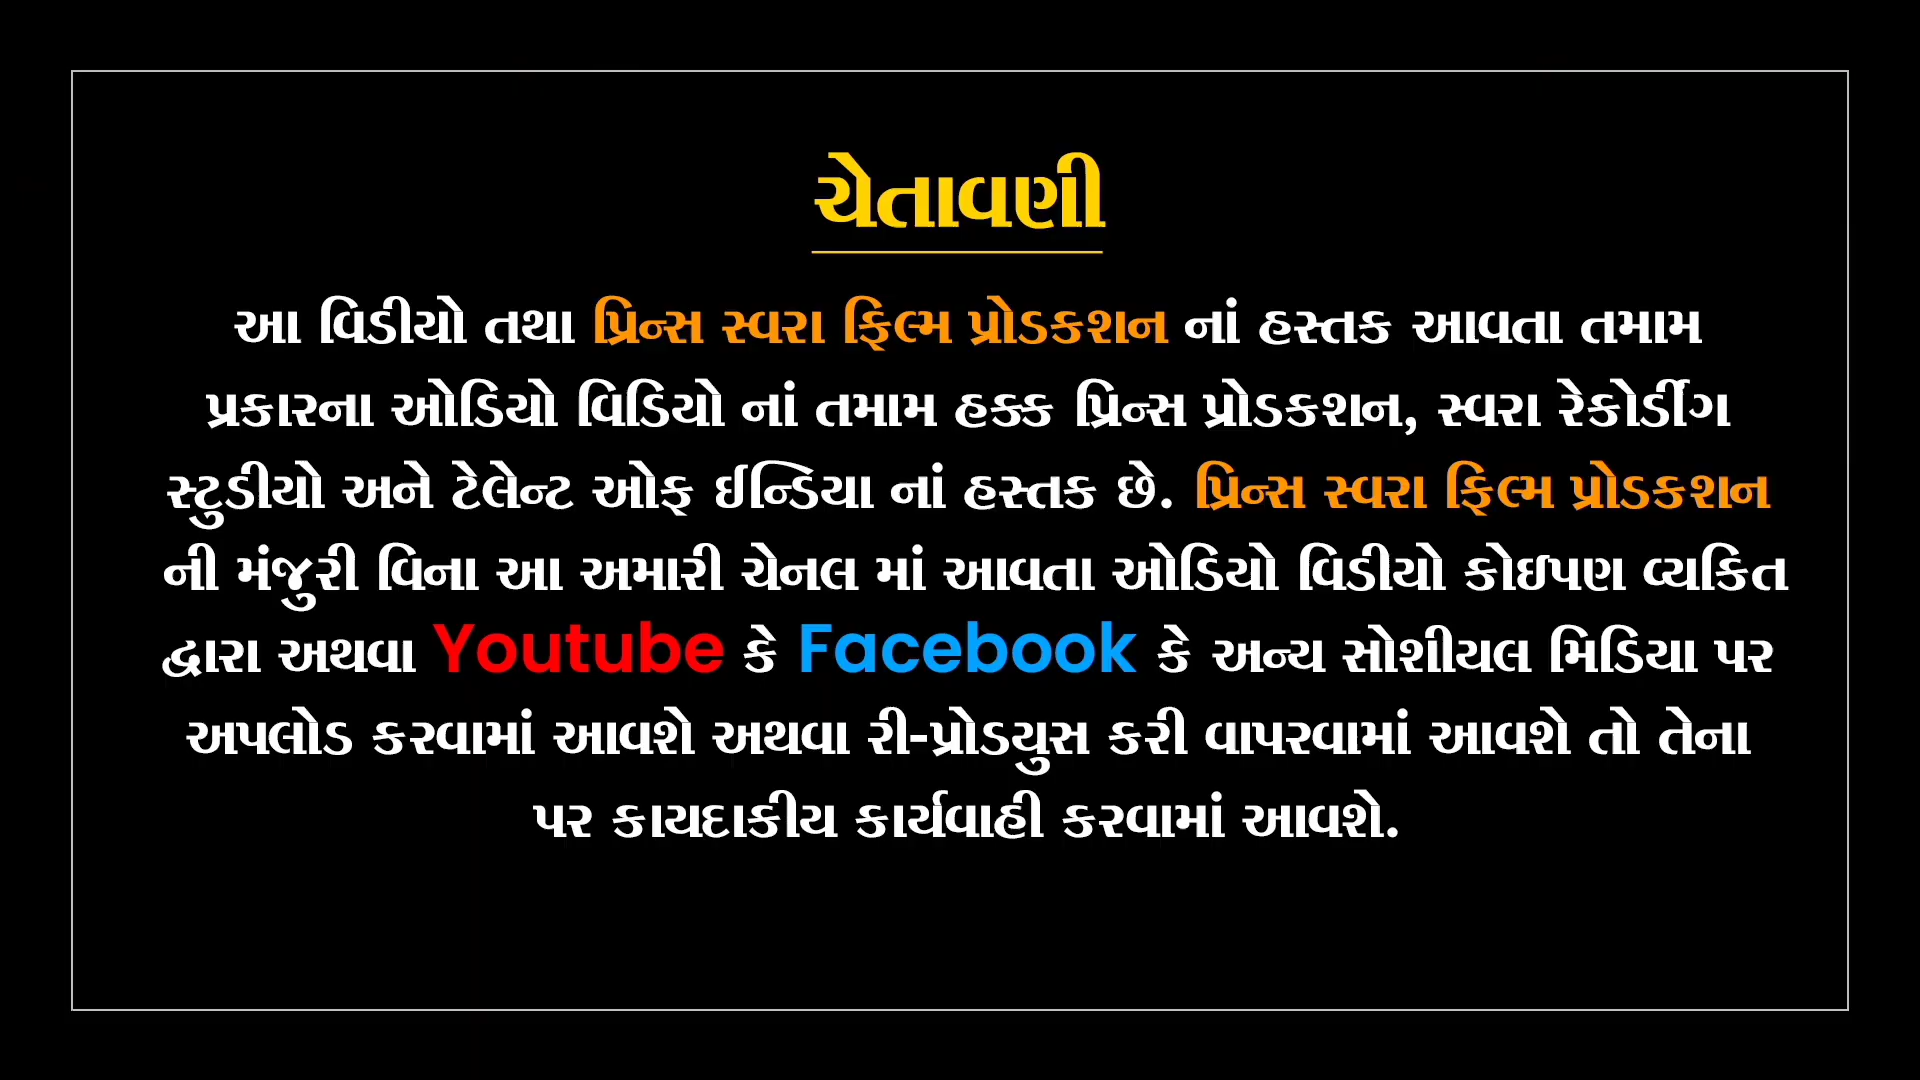 ચેતાવણી
આ વિડીયો તથા પ્રિન્સ સ્વરા ફિલ્મ પ્રોડકશન નાં હસ્તક આવતા તમામ
પ્રકારના ઓડિયો વિડિયો નાં તમામ હક્ક પ્રિન્સ પ્રોડકશન, સ્વરા રેકોર્ડીંગ
સ્ટુડીયો અને ટેલેન્ટ ઓફ ઈન્ડિયા નાં હસ્તક છે. પ્રિન્સ સ્વરા ફિલ્મ પ્રોડકશન
ની મંજુરી વિના આ અમારી ચેનલ માં આવતા ઓડિયો વિડીયો કોઇપણ વ્યકિત
દ્વારા અથવા Youtube કે Facebook કે અન્ય સોશીયલ મિડિયા પર
અપલોડ કરવામાં આવશે અથવા રી-પ્રોડયુસ કરી વાપરવામાં આવશે તો તેના
પર કાયદાકીય કાર્યવાહી કરવામાં આવશે.